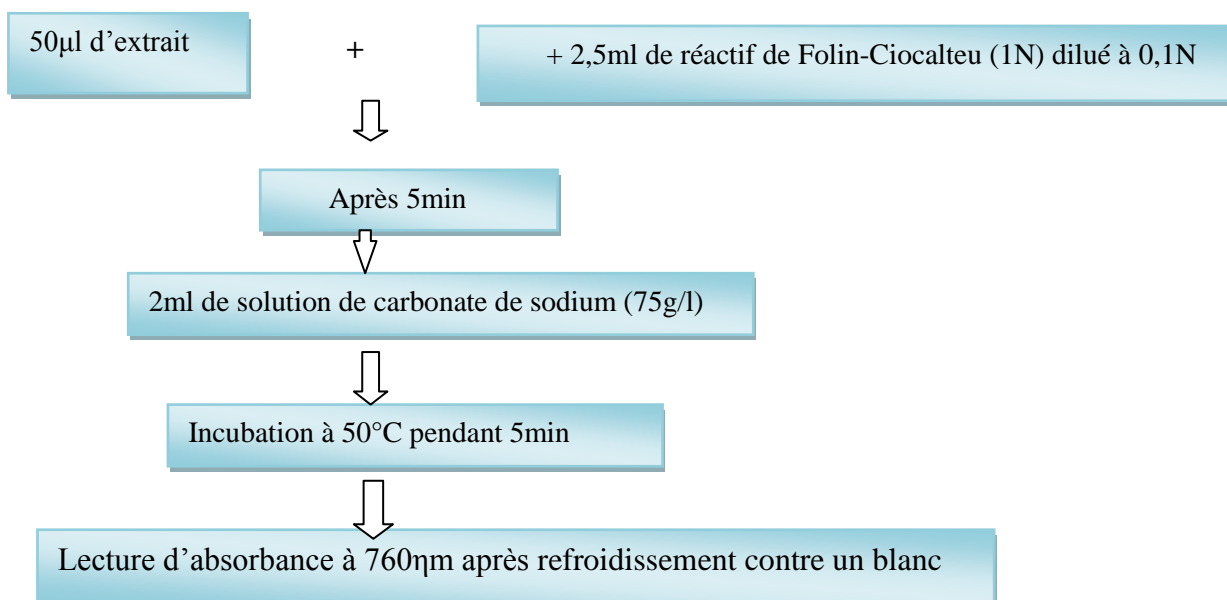 50μl d’extrait
+
+ 2,5ml de réactif de Folin-Ciocalteu (1N) dilué à 0,1N
Après 5min
2ml de solution de carbonate de sodium (75g/l)
Incubation à 50°C pendant 5min
Lecture d’absorbance à 760ηm après refroidissement contre un blanc